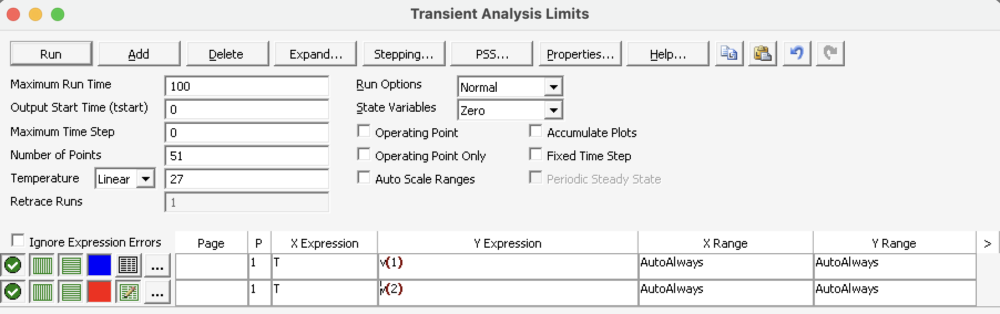 Transient Analysis Limits
Run Add Delete Expand... Stepping... PSS... Properties... Help...
Maximum Run Time 100 Run Options Normal
Output Start Time (tstart) 0 State Variables Zero
Maximum Time Step 0 Operating Point Accumulate Plots
Number of Points 51 Operating Point Only Fixed Time Step
Temperature Linear 27 Auto Scale Ranges Periodic Steady State
Retrace Runs 1
Ignore Expression Errors Page P X Expression Y Expression X Range Y Range >
... 1 T v(1) AutoAlways AutoAlways
... 1 T v(2) AutoAlways AutoAlways